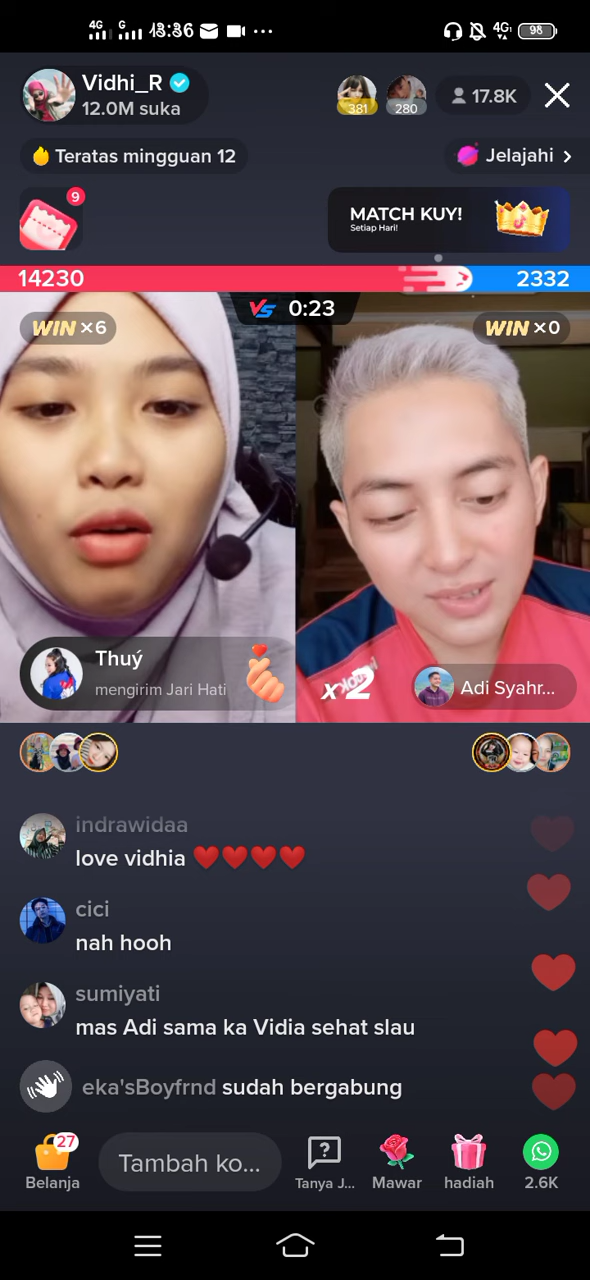 4G G 18:36 4G 98
Vidhi_R
12.0M suka
381 280 17.8K
Teratas mingguan 12
Jelajahi
9
MATCH KUY!
Setiap Hari!
14230 2332
VS 0:23
WIN ×6
WIN ×0
Thuý
mengirim Jari Hati
x2
Adi Syahr...
indrawidaa
love vidhia ❤️❤️❤️❤️
cici
nah hooh
sumiyati
mas Adi sama ka Vidia sehat slau
eka'sBoyfrnd sudah bergabung
27
Tambah ko...
Belanja
Tanya J...
Mawar
hadiah
2.6K